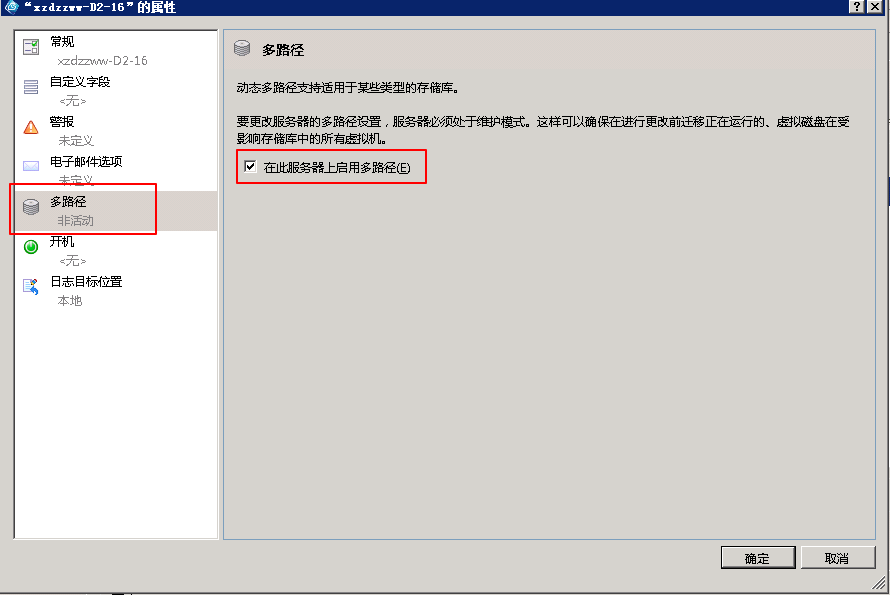 “xzdzzww-D2-16”的属性
常规
xzdzzww-D2-16
自定义字段
<无>
警报
未定义
电子邮件选项
未定义
多路径
非活动
开机
<无>
日志目标位置
本地
多路径
动态多路径支持适用于某些类型的存储库。
要更改服务器的多路径设置，服务器必须处于维护模式。这样可以确保在进行更改前迁移正在运行的、虚拟磁盘在受
影响存储库中的所有虚拟机。
在此服务器上启用多路径(E)
确定
取消